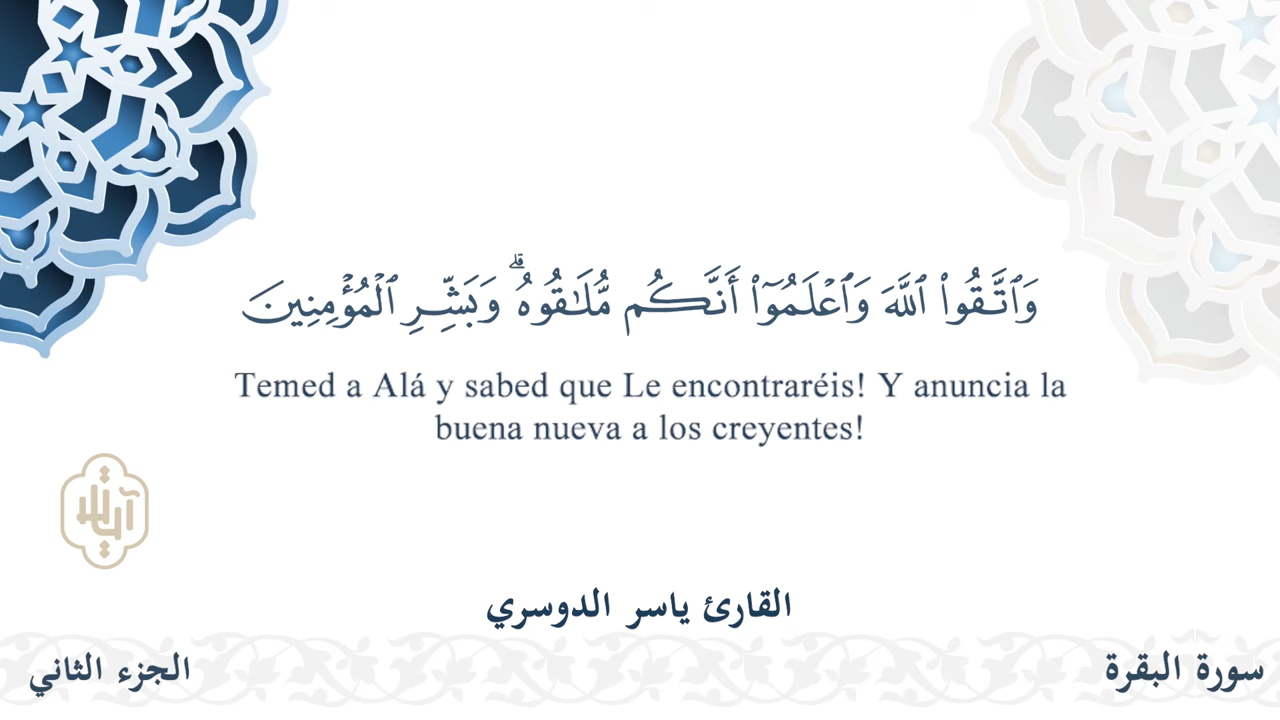 وَٱتَّقُوا۟ ٱللَّهَ وَٱعْلَمُوٓا۟ أَنَّكُم مُّلَـٰقُوهُ ۗ وَبَشِّرِ ٱلْمُؤْمِنِينَ
Temed a Alá y sabed que Le encontraréis! Y anuncia la
buena nueva a los creyentes!
القارئ ياسر الدوسري
سورة البقرة
الجزء الثاني